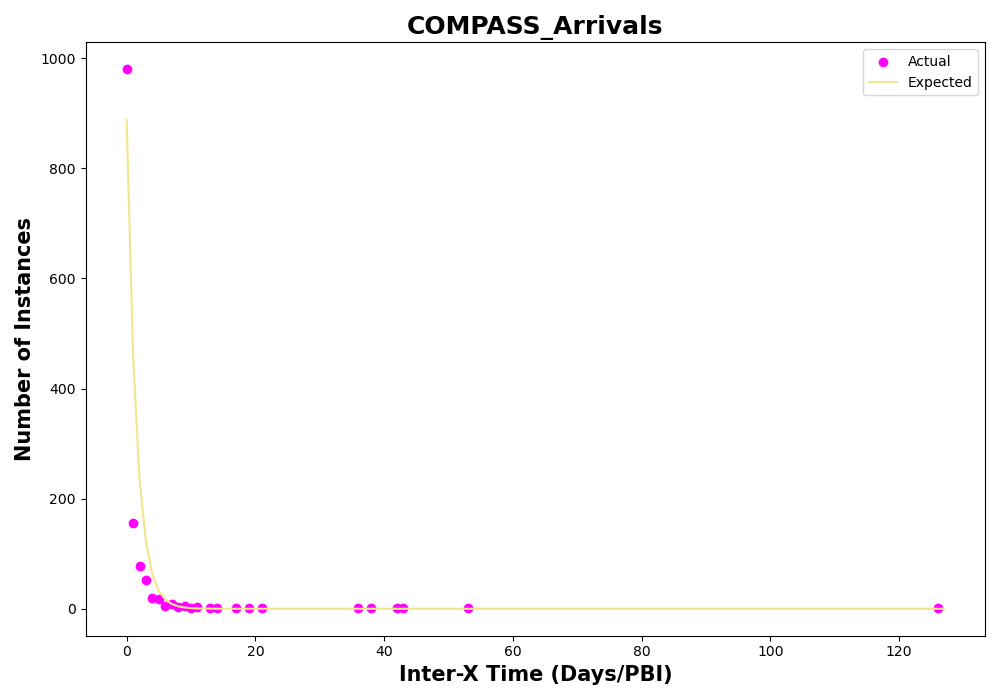 COMPASS_Arrivals
Actual
Expected
Number of Instances
1000
800
600
400
200
0
0 20 40 60 80 100 120
Inter-X Time (Days/PBI)